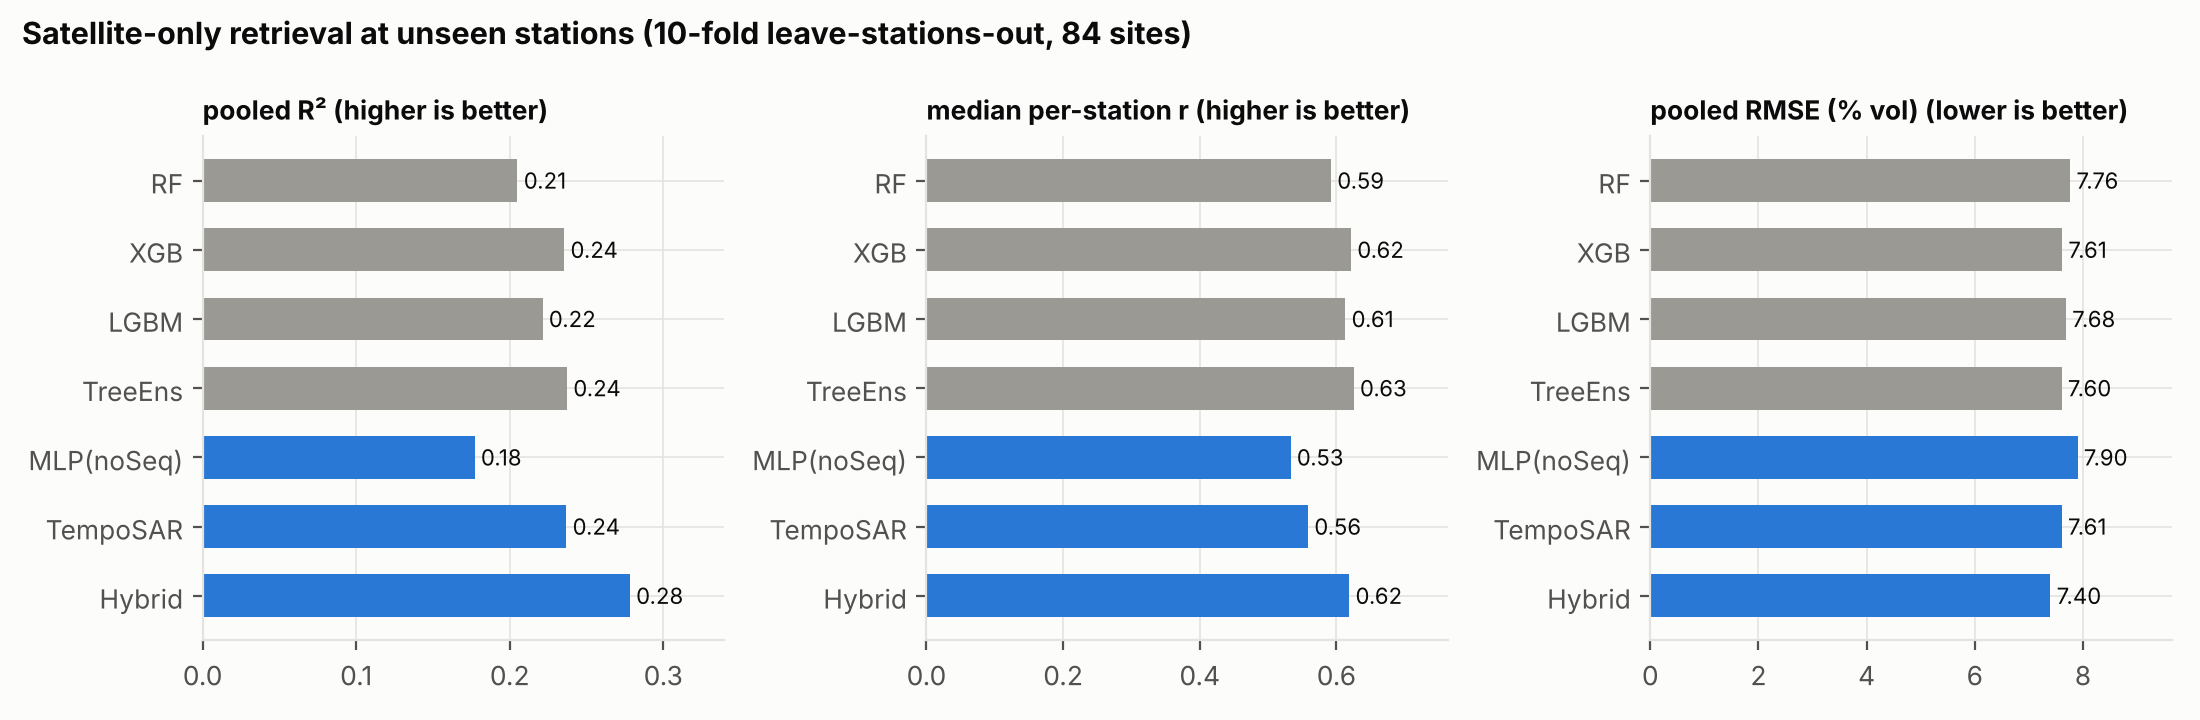 Satellite-only retrieval at unseen stations (10-fold leave-stations-out, 84 sites)
pooled R² (higher is better)
RF 0.21
XGB 0.24
LGBM 0.22
TreeEns 0.24
MLP(noSeq) 0.18
TempoSAR 0.24
Hybrid 0.28
0.0 0.1 0.2 0.3
median per-station r (higher is better)
RF 0.59
XGB 0.62
LGBM 0.61
TreeEns 0.63
MLP(noSeq) 0.53
TempoSAR 0.56
Hybrid 0.62
0.0 0.2 0.4 0.6
pooled RMSE (% vol) (lower is better)
RF 7.76
XGB 7.61
LGBM 7.68
TreeEns 7.60
MLP(noSeq) 7.90
TempoSAR 7.61
Hybrid 7.40
0 2 4 6 8